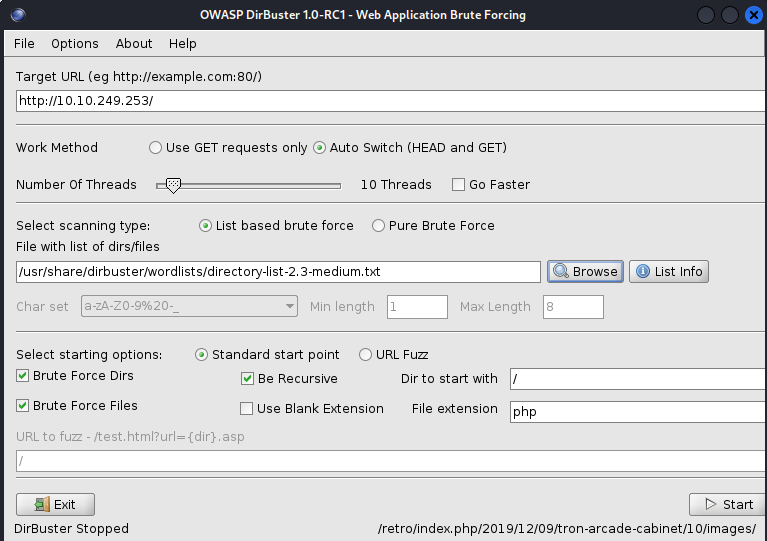 OWASP DirBuster 1.0-RC1 - Web Application Brute Forcing
File Options About Help
Target URL (eg http://example.com:80/)
http://10.10.249.253/
Work Method Use GET requests only Auto Switch (HEAD and GET)
Number Of Threads 10 Threads Go Faster
Select scanning type: List based brute force Pure Brute Force
File with list of dirs/files
/usr/share/dirbuster/wordlists/directory-list-2.3-medium.txt Browse List Info
Char set a-zA-Z0-9%20-_ Min length 1 Max Length 8
Select starting options: Standard start point URL Fuzz
Brute Force Dirs Be Recursive Dir to start with /
Brute Force Files Use Blank Extension File extension php
URL to fuzz - /test.html?url={dir}.asp
/
Exit Start
DirBuster Stopped /retro/index.php/2019/12/09/tron-arcade-cabinet/10/images/